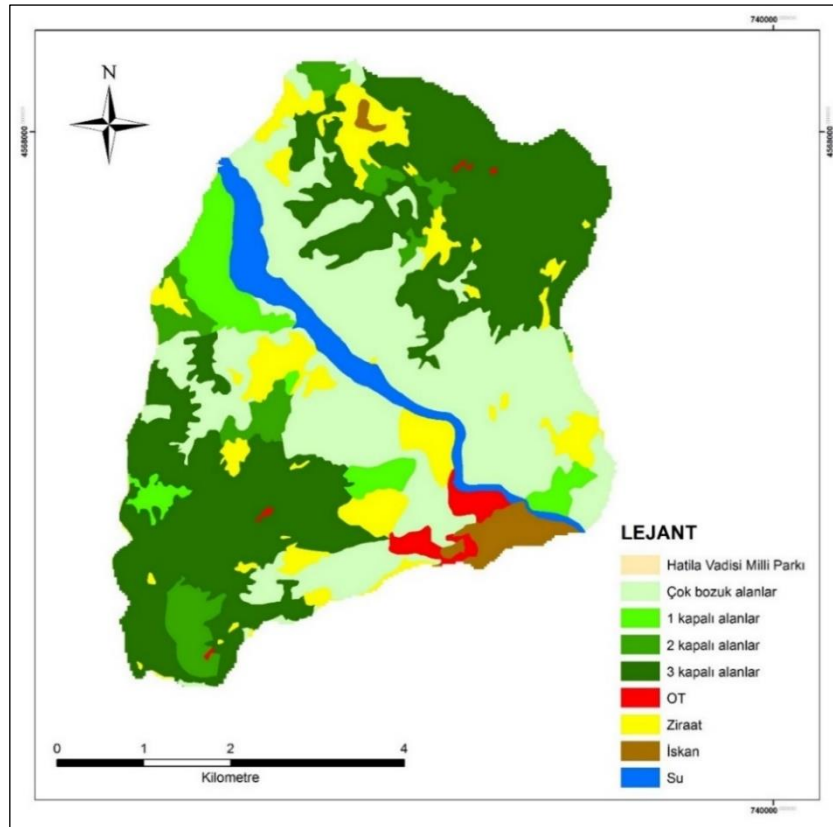 740000
N
4568000
4568000
LEJANT
Hatila Vadisi Milli Parkı
Çok bozuk alanlar
1 kapalı alanlar
2 kapalı alanlar
3 kapalı alanlar
OT
Ziraat
İskan
Su
0 1 2 4
Kilometre
740000